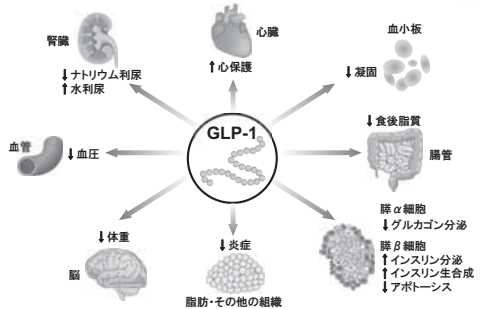 腎臓
↓ナトリウム利尿
↑水利尿
心臓
↑心保護
血小板
↓凝固
血管
↓血圧
GLP-1
↓食後脂質
腸管
↓体重
脳
↓炎症
脂肪・その他の組織
膵α細胞
↓グルカゴン分泌
膵β細胞
↑インスリン分泌
↑インスリン生合成
↓アポトーシス